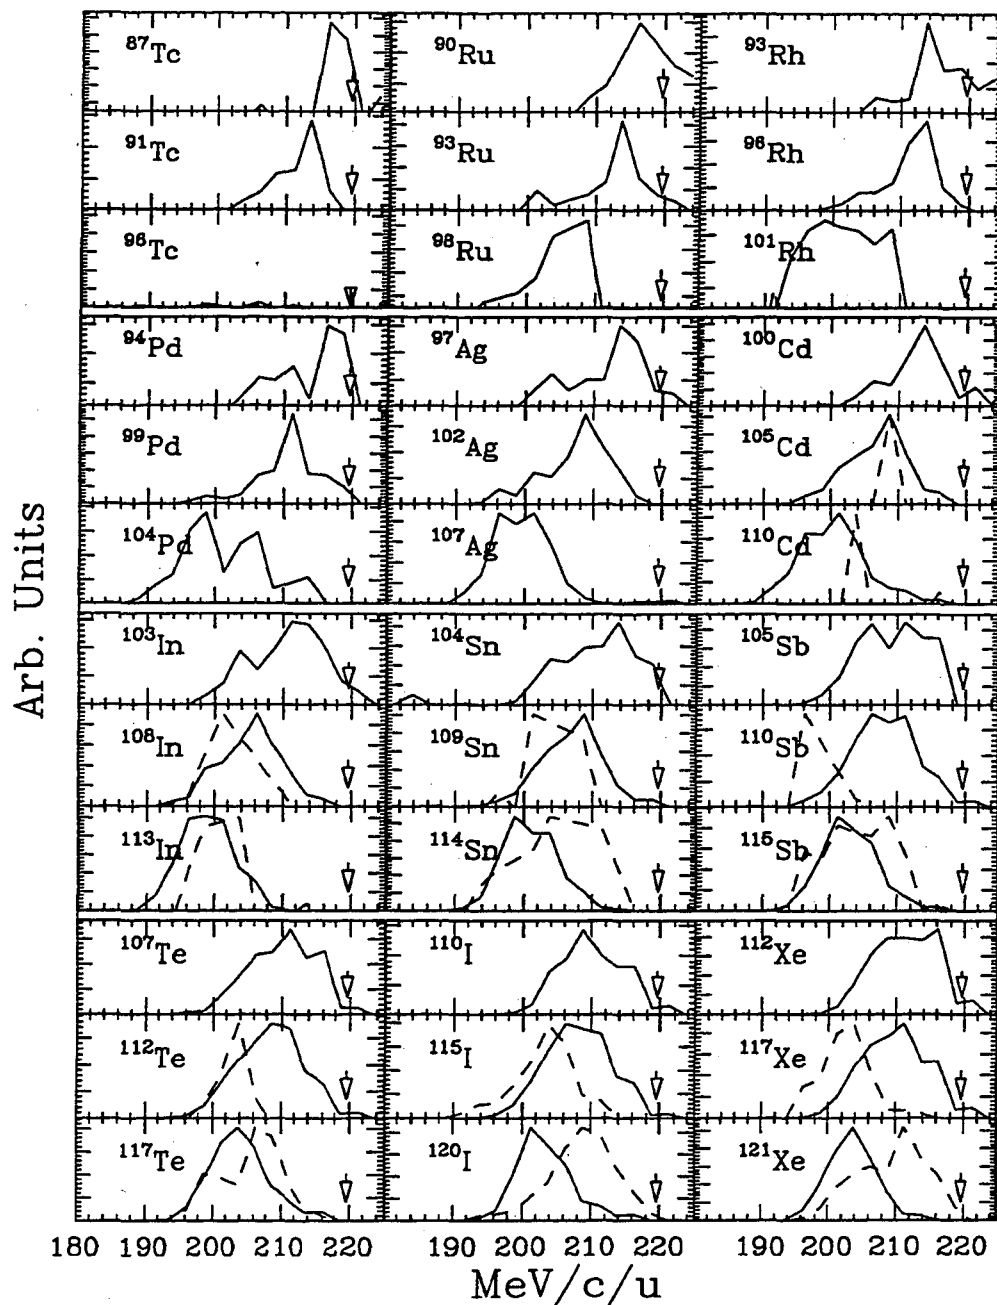 ⁸⁷Tc ⁹⁰Ru ⁹³Rh
⁹¹Tc ⁹³Ru ⁹⁸Rh
⁹⁶Tc ⁹⁸Ru ¹⁰¹Rh
⁹⁴Pd ⁹⁷Ag ¹⁰⁰Cd
⁹⁹Pd ¹⁰²Ag ¹⁰⁵Cd
¹⁰⁴Pd ¹⁰⁷Ag ¹¹⁰Cd
¹⁰³In ¹⁰⁴Sn ¹⁰⁵Sb
¹⁰⁸In ¹⁰⁹Sn ¹¹⁰Sb
¹¹³In ¹¹⁴Sn ¹¹⁵Sb
¹⁰⁷Te ¹¹⁰I ¹¹²Xe
¹¹²Te ¹¹⁵I ¹¹⁷Xe
¹¹⁷Te ¹²⁰I ¹²¹Xe
Arb. Units
180 190 200 210 220 190 200 210 220 190 200 210 220
MeV/c/u